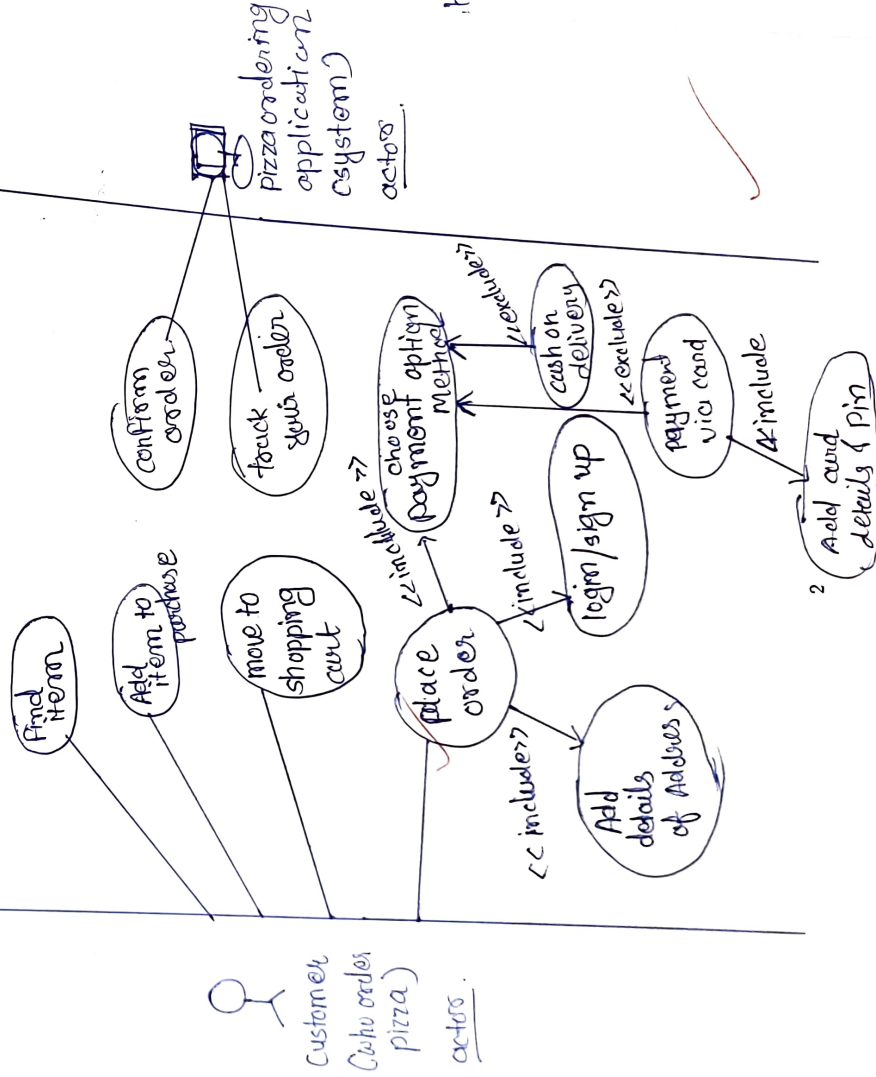 Customer
(who order
pizza)
actors.
Find
item
Add
item to
purchase
move to
shopping
cart
place
order
<<include>>
<<include>>
<<include>>
Add
details
of Address
login/sign up
choose
payment option
Method
<<exclude>>
cash on
delivery
<<exclude>>
payment
via card
<<include
2
Add card
details & pin
confirm
order
track
your order
pizza ordering
application
(system)
actors.